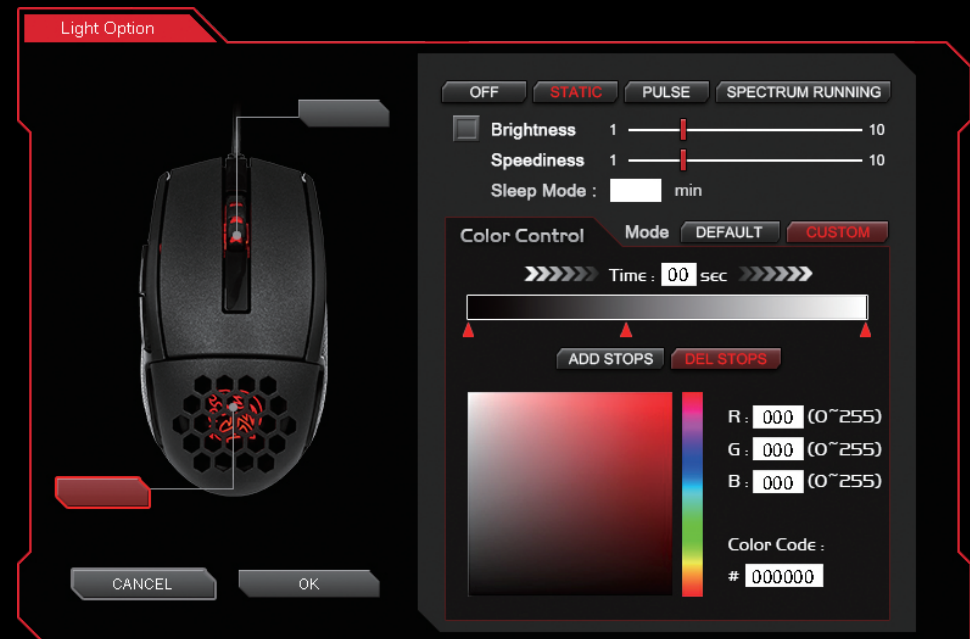 Light Option
OFF STATIC PULSE SPECTRUM RUNNING
Brightness 1 10
Speediness 1 10
Sleep Mode : min
Color Control Mode DEFAULT CUSTOM
Time : 00 sec
ADD STOPS DEL STOPS
R : 000 (0~255)
G : 000 (0~255)
B : 000 (0~255)
Color Code :
# 000000
CANCEL OK